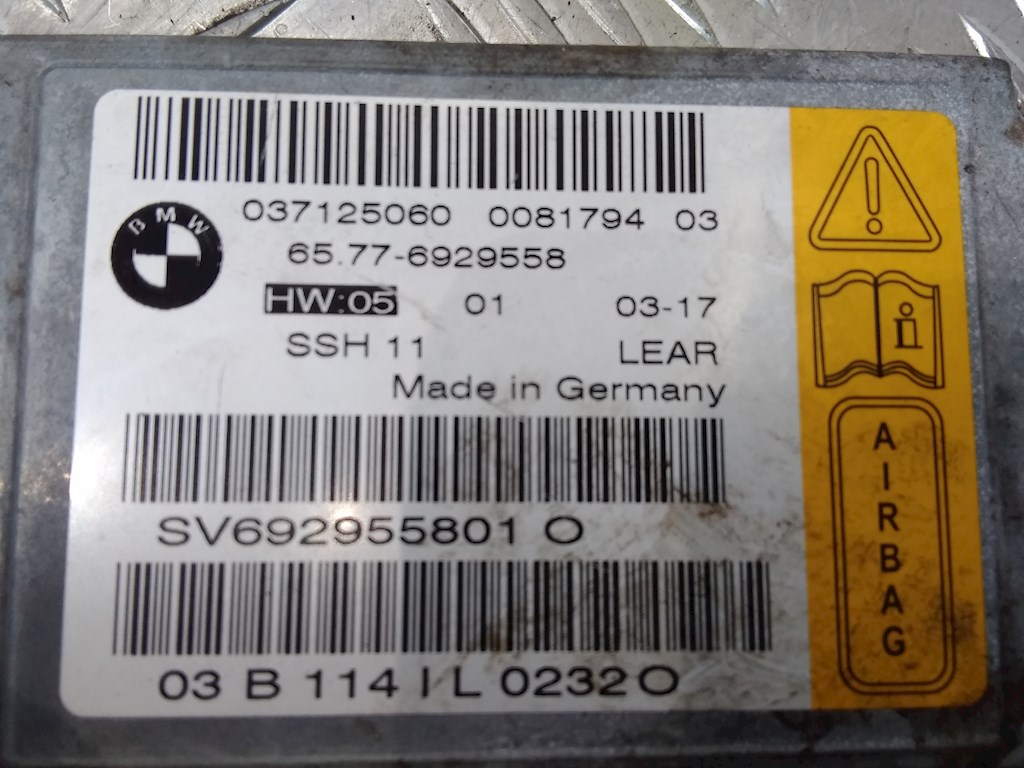 037125060 0081794 03
BMW
65.77-6929558
HW:05 01 03-17
SSH 11 LEAR
Made in Germany
SV692955801 O
03 B 114 I L 0232 O
i
AIRBAG